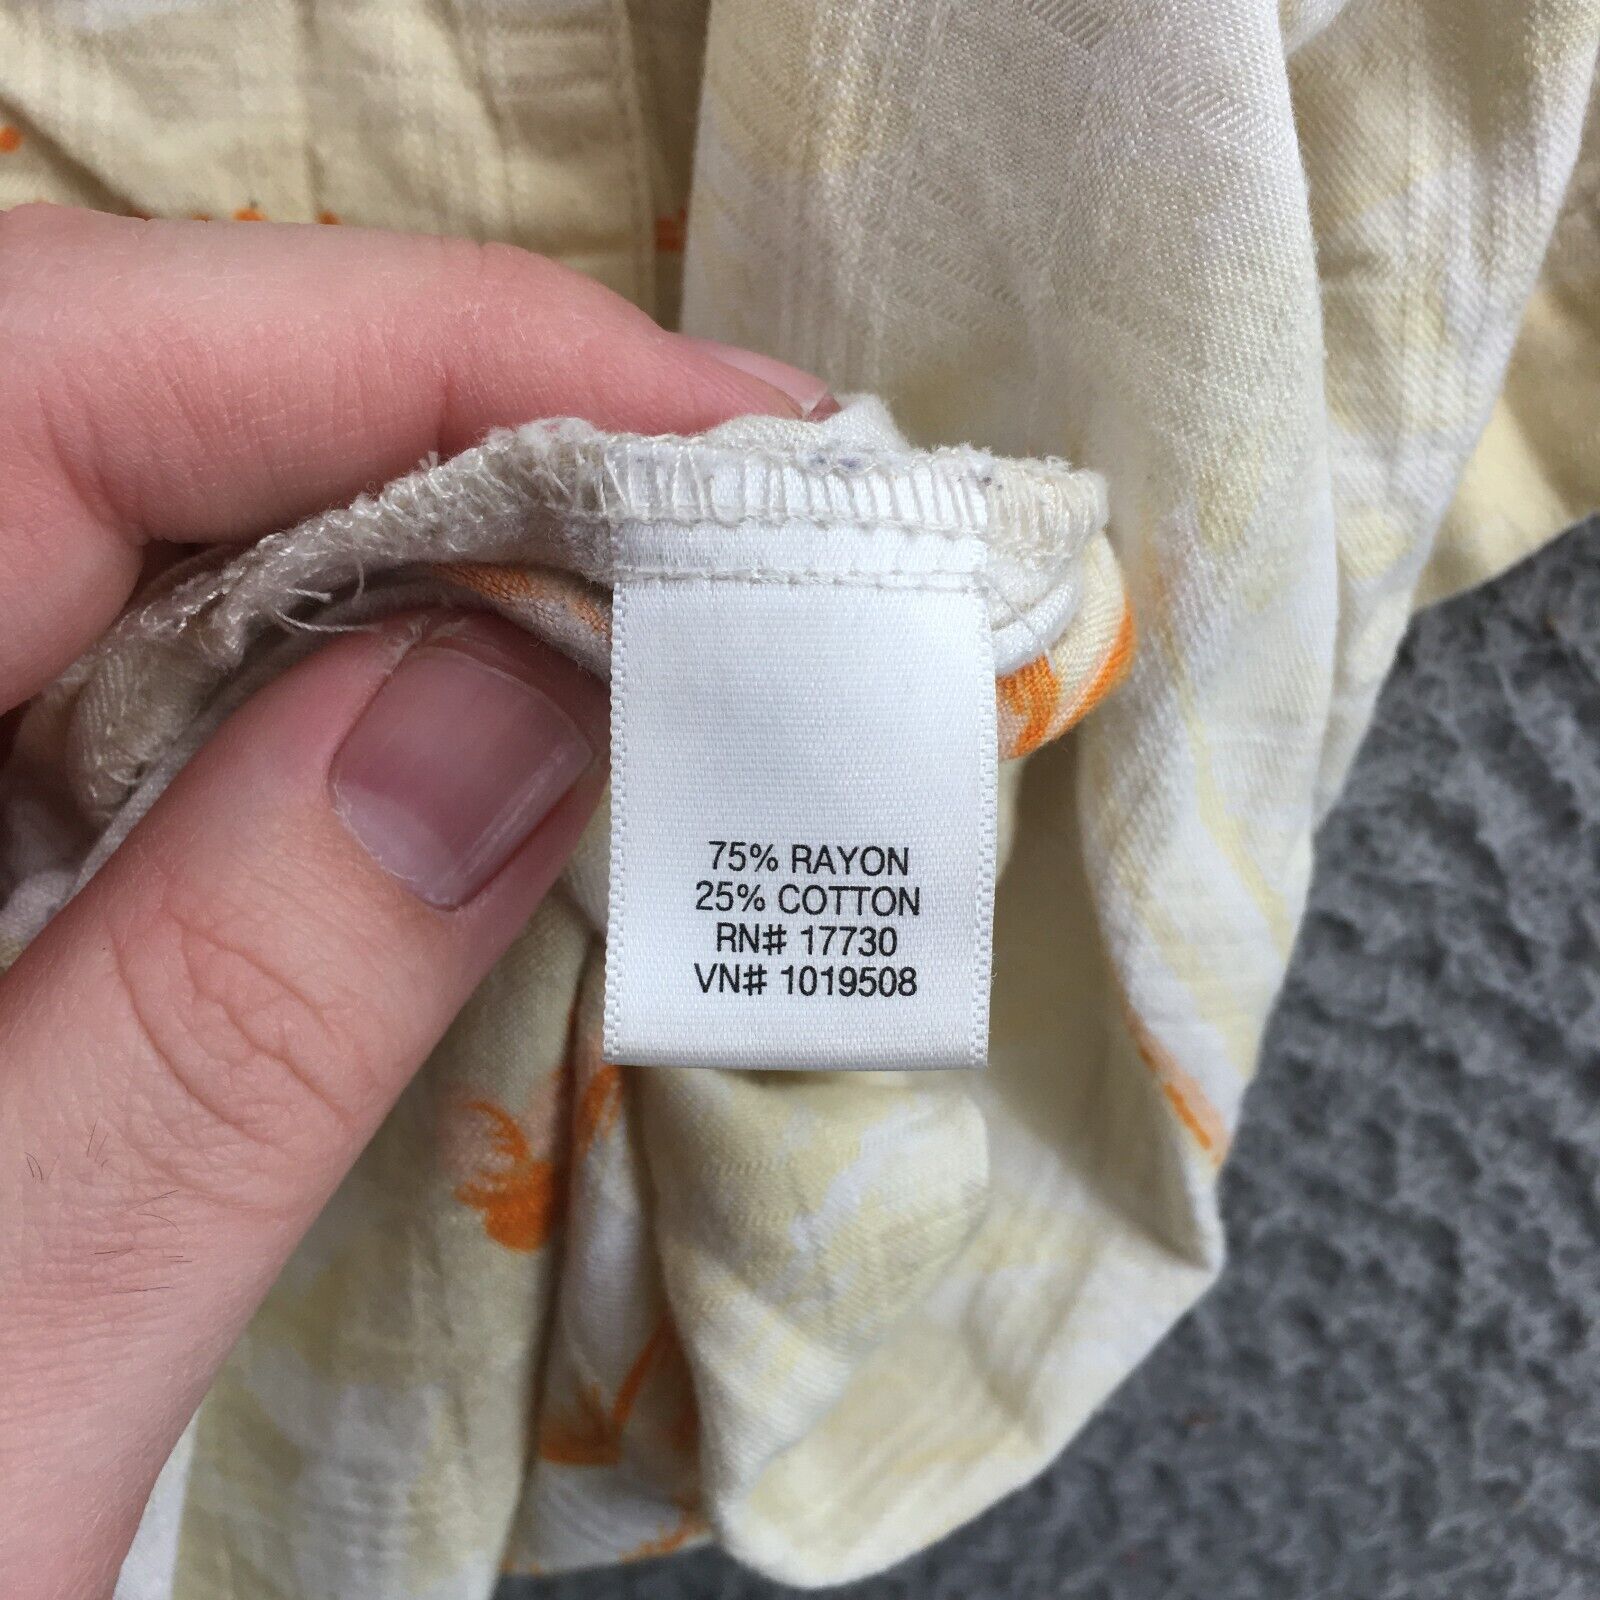 75% RAYON
25% COTTON
RN# 17730
VN# 1019508